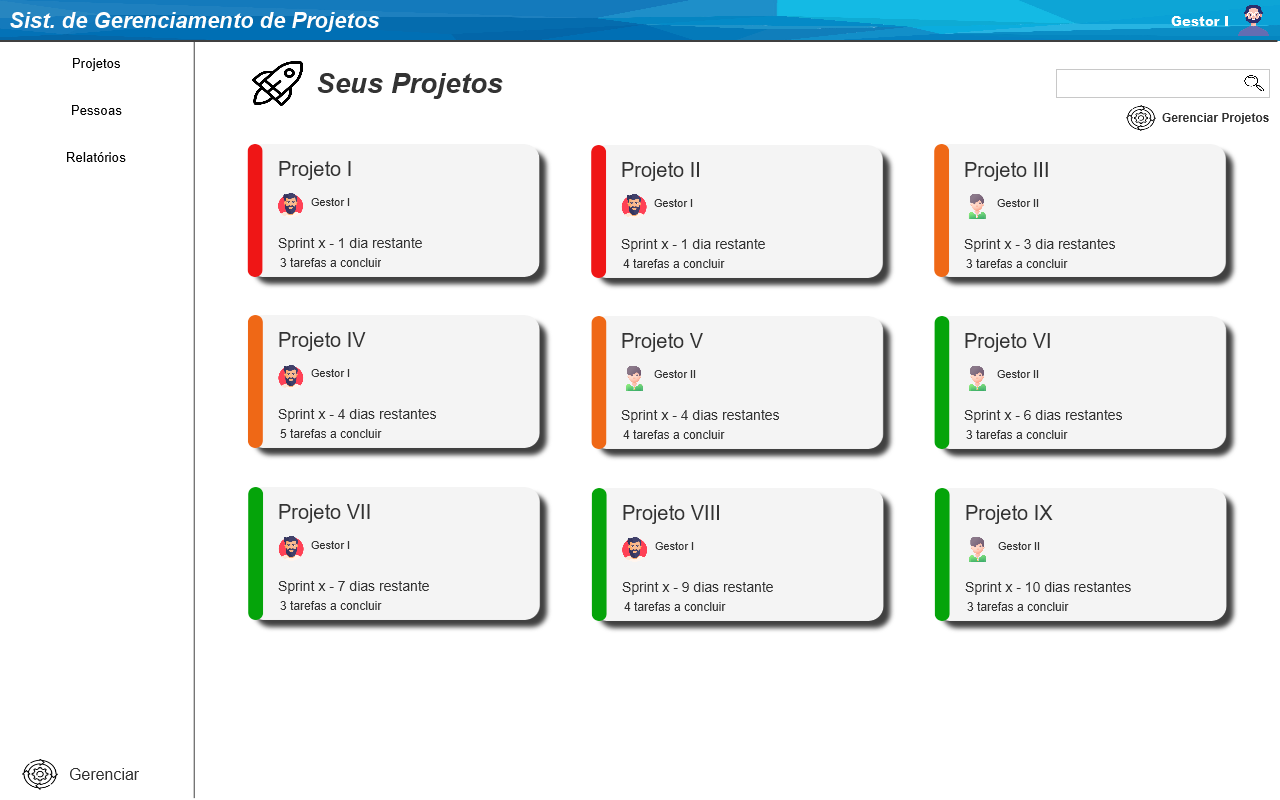 Sist. de Gerenciamento de Projetos
Gestor I
Projetos
Pessoas
Relatórios
Seus Projetos
Gerenciar Projetos
Projeto I
Gestor I
Sprint x - 1 dia restante
3 tarefas a concluir
Projeto II
Gestor I
Sprint x - 1 dia restante
4 tarefas a concluir
Projeto III
Gestor II
Sprint x - 3 dia restantes
3 tarefas a concluir
Projeto IV
Gestor I
Sprint x - 4 dias restantes
5 tarefas a concluir
Projeto V
Gestor II
Sprint x - 4 dias restantes
4 tarefas a concluir
Projeto VI
Gestor II
Sprint x - 6 dias restantes
3 tarefas a concluir
Projeto VII
Gestor I
Sprint x - 7 dias restante
3 tarefas a concluir
Projeto VIII
Gestor I
Sprint x - 9 dias restante
4 tarefas a concluir
Projeto IX
Gestor II
Sprint x - 10 dias restantes
3 tarefas a concluir
Gerenciar